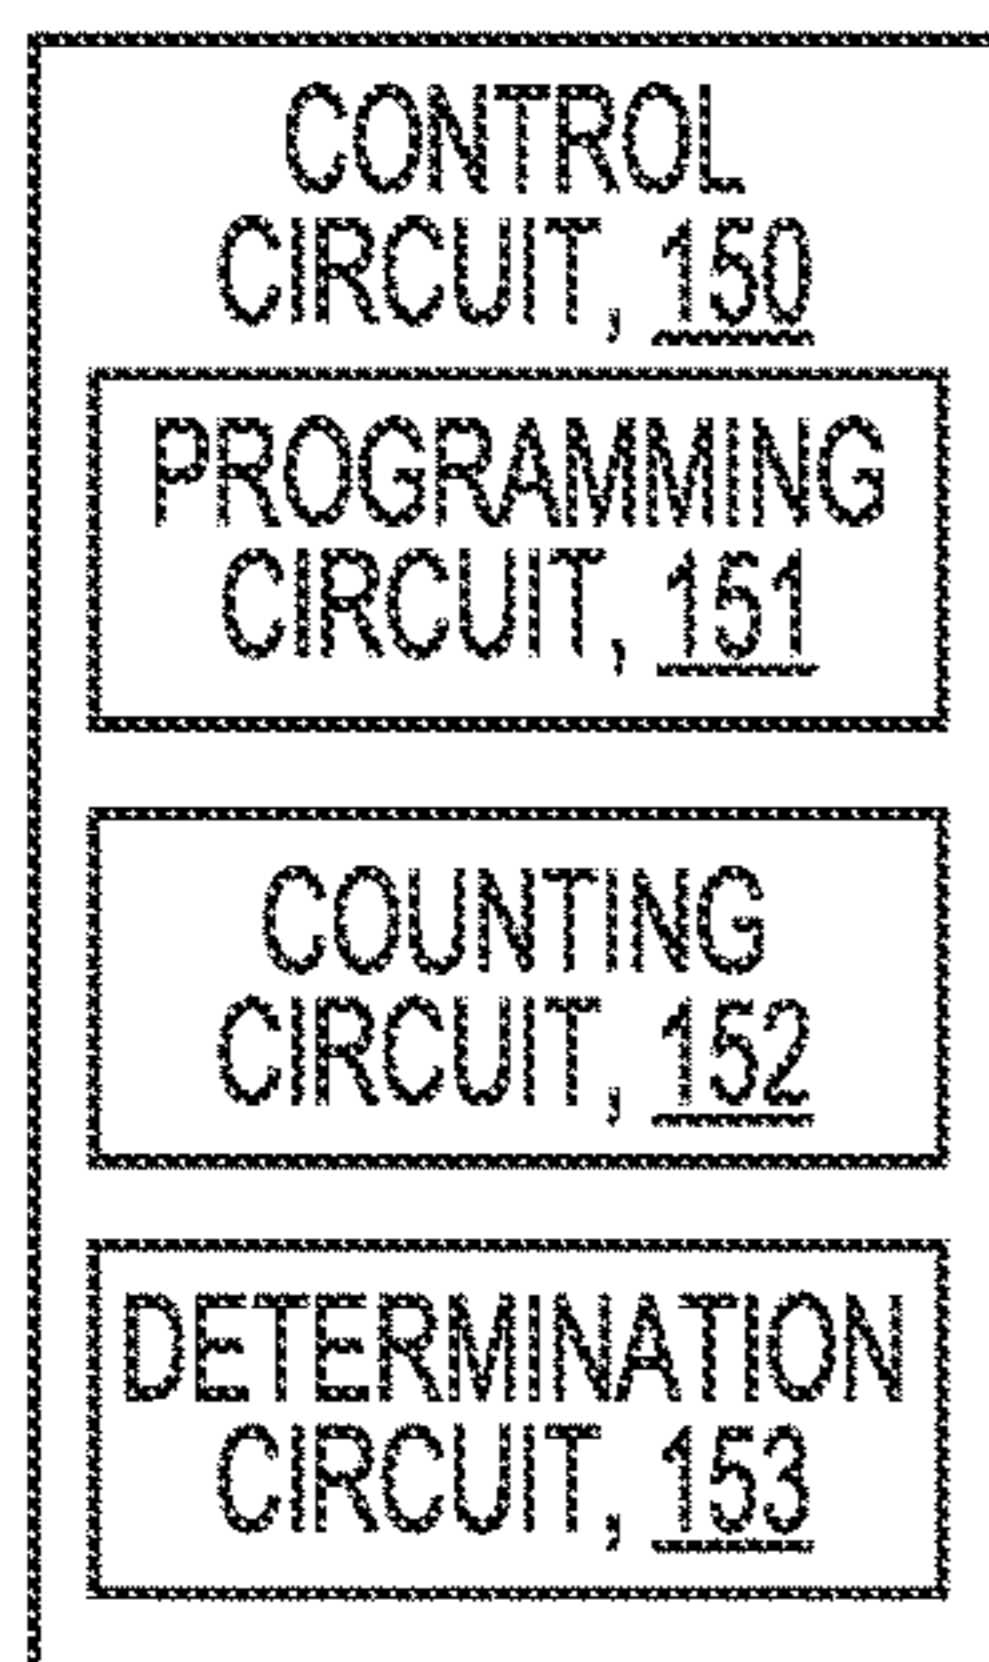 CONTROL
CIRCUIT, 150
PROGRAMMING
CIRCUIT, 151
COUNTING
CIRCUIT, 152
DETERMINATION
CIRCUIT, 153